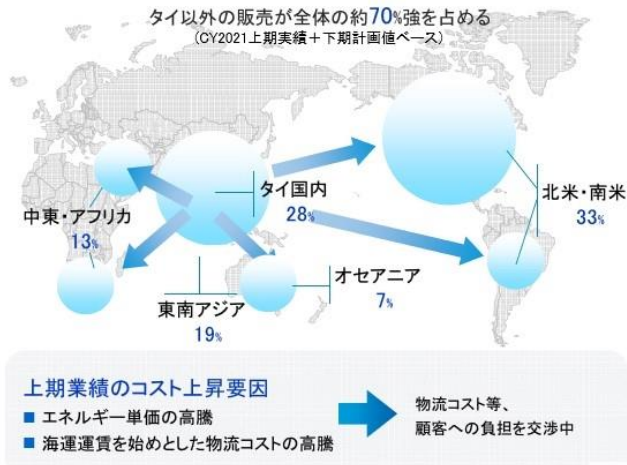 タイ以外の販売が全体の約70%強を占める
(CY2021上期実績+下期計画値ベース)
タイ国内
28%
北米・南米
33%
中東・アフリカ
13%
オセアニア
7%
東南アジア
19%
上期業績のコスト上昇要因
■ エネルギー単価の高騰
■ 海運運賃を始めとした物流コストの高騰
物流コスト等、
顧客への負担を交渉中